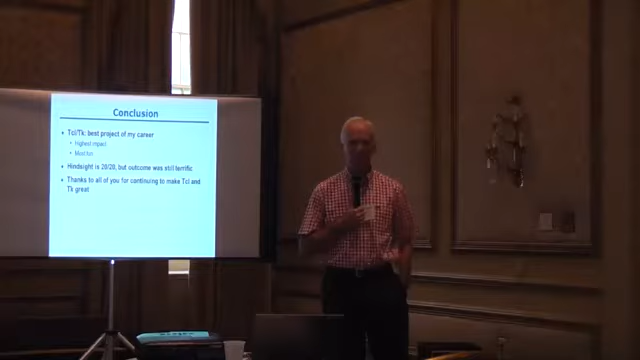 Conclusion
Tcl/Tk: best project of my career
Highest impact
Most fun
Hindsight is 20/20, but outcome was still terrific
Thanks to all of you for continuing to make Tcl and
Tk great